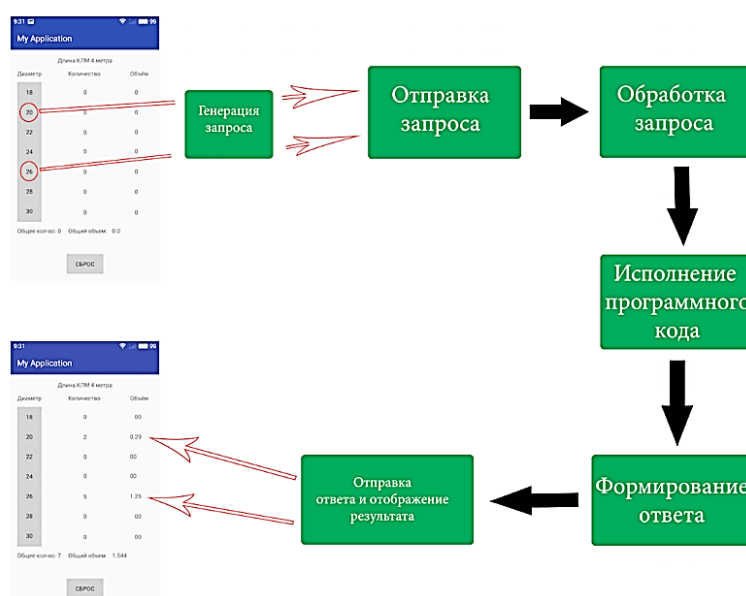 9:31 99
My Application
Длина КЛМ 4 метра
Диаметр Количество Объём
18 0 0
20 0 0
22 0 0
24 0 0
26 0 0
28 0 0
30 0 0
Общее кол-во: 0 Общий объем: 0.0
СБРОС
Генерация
запроса
Отправка
запроса
Обработка
запроса
Исполнение
программного
кода
Формирование
ответа
Отправка
ответа и отображение
результата
9:31 99
My Application
Длина КЛМ 4 метра
Диаметр Количество Объём
18 0 00
20 2 0.29
22 0 00
24 0 00
26 5 1.25
28 0 00
30 0 00
Общее кол-во: 7 Общий объем: 1.544
СБРОС